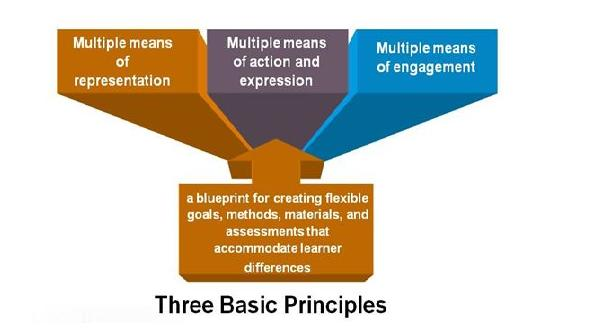 Multiple means
of
representation
Multiple means
of action and
expression
Multiple means
of engagement
a blueprint for creating flexible
goals, methods, materials, and
assessments that
accommodate learner
differences
Three Basic Principles